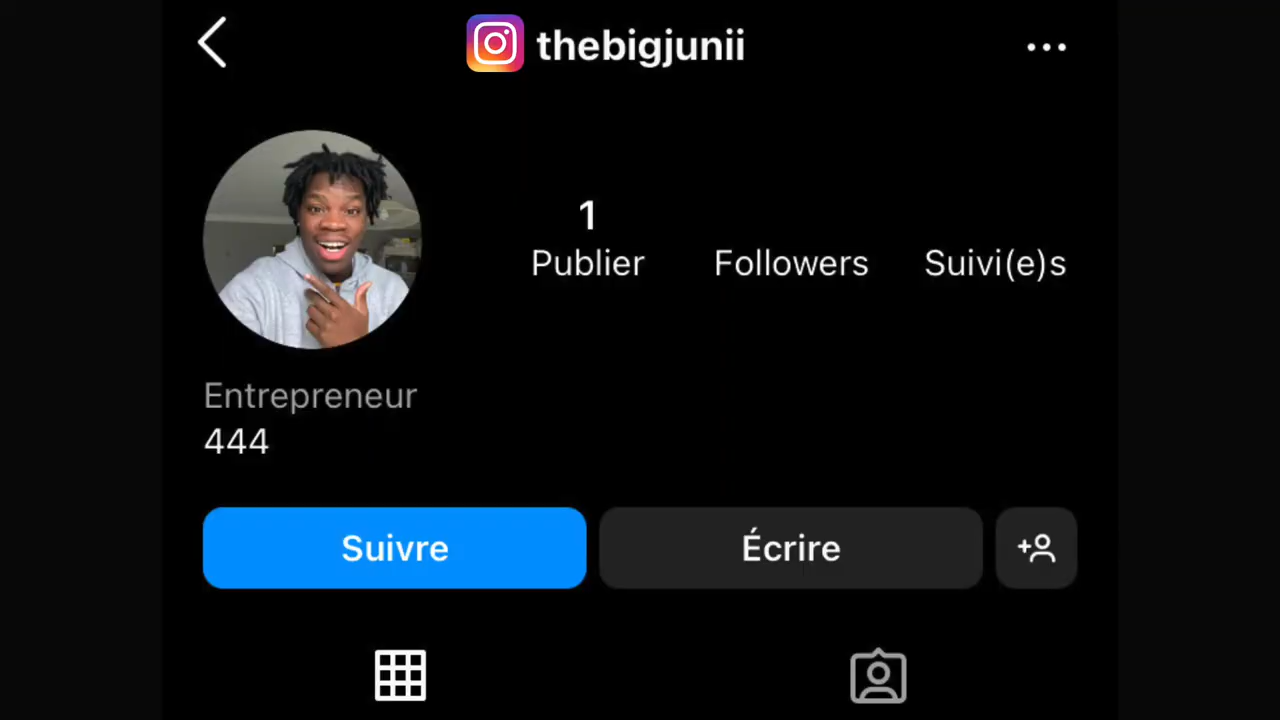 thebigjunii
1
Publier Followers Suivi(e)s
Entrepreneur
444
Suivre Écrire